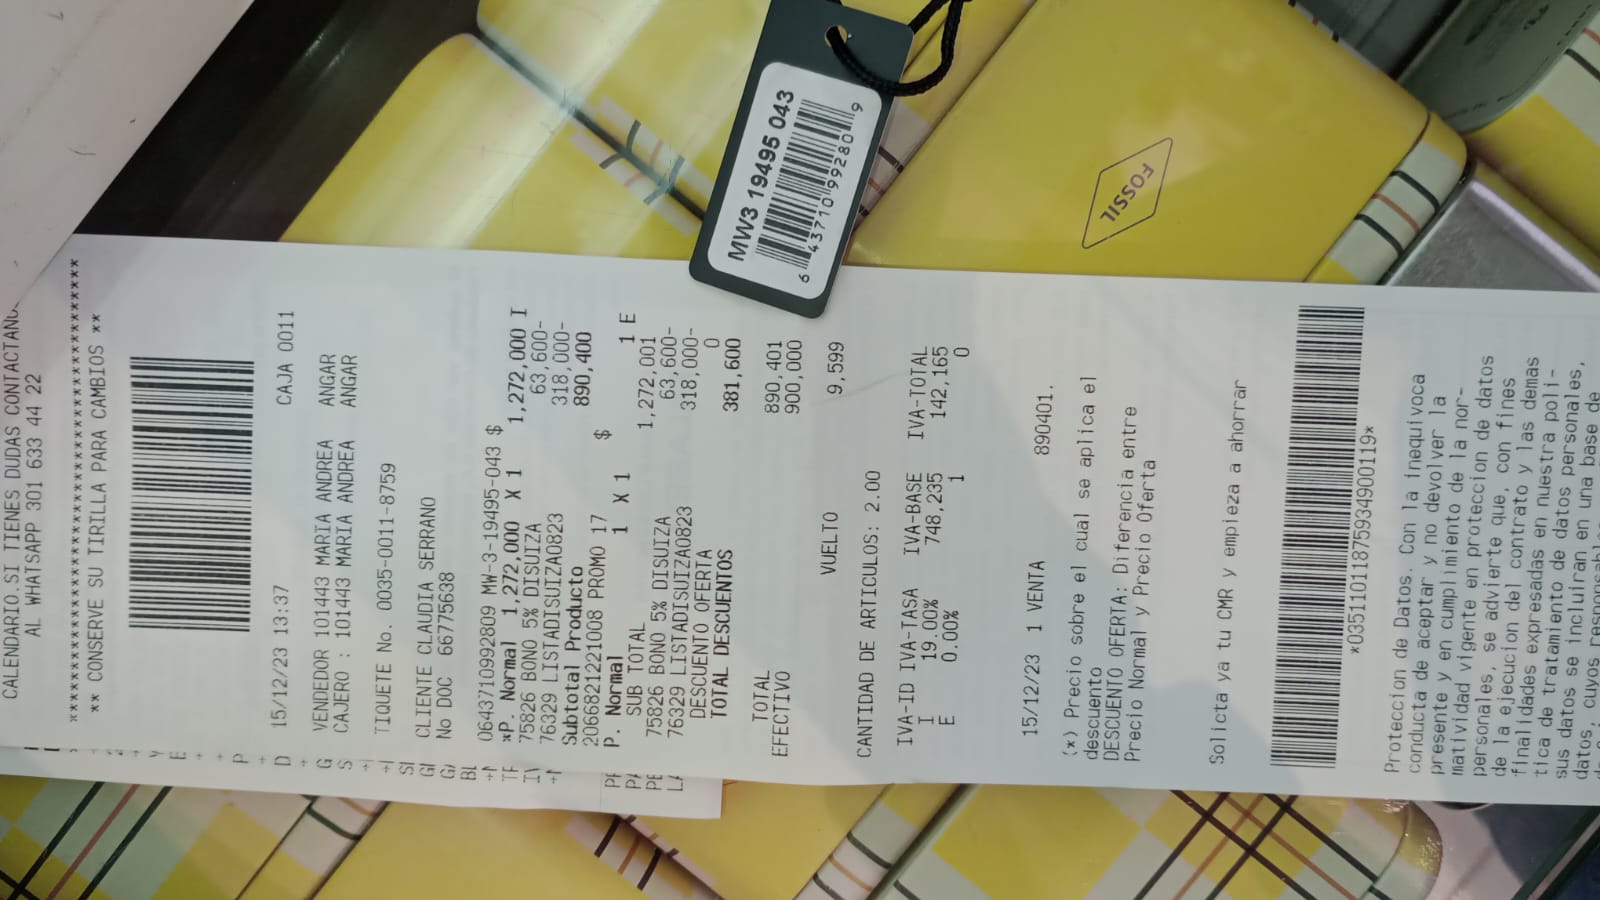 CALENDARIO.SI TIENES DUDAS CONTACTAN
AL WHATSAPP 301 633 44 22
****************************************
** CONSERVE SU TIRILLA PARA CAMBIOS **
15/12/23 13:37 CAJA 0011
VENDEDOR 101443 MARIA ANDREA ANGAR
CAJERO : 101443 MARIA ANDREA ANGAR
TIQUETE No. 0035-0011-8759
CLIENTE CLAUDIA SERRANO
No DOC 66775638
0643710992809 MW-3-19495-043 $
*P. Normal 1,272,000 X 1 1,272,000 I
75826 BONO 5% DISUIZA 63,600-
76329 LISTADISUIZA0823 318,000-
Subtotal Producto 890,400
2066821221008 PROMO 17 $
P. Normal 1 X 1 1 E
SUB TOTAL 1,272,001
75826 BONO 5% DISUIZA 63,600-
76329 LISTADISUIZA0823 318,000-
DESCUENTO OFERTA 0
TOTAL DESCUENTOS 381,600
TOTAL 890,401
EFECTIVO 900,000
VUELTO 9,599
CANTIDAD DE ARTICULOS: 2.00
IVA-ID IVA-TASA IVA-BASE IVA-TOTAL
I 19.00% 748,235 142,165
E 0.00% 1 0
15/12/23 1 VENTA 890401.
(*) Precio sobre el cual se aplica el
descuento
DESCUENTO OFERTA: Diferencia entre
Precio Normal y Precio Oferta
Solicta ya tu CMR y empieza a ahorrar
*03511011875934900119*
Proteccion de Datos. Con la inequivoca
conducta de aceptar y no devolver la
presente y en cumplimiento de la nor-
matividad vigente en proteccion de datos
personales, se advierte que, con fines
de la ejecucion del contrato y las demas
finalidades expresadas en nuestra poli-
tica de tratamiento de datos personales,
sus datos se incluiran en una base de
datos, cuyos
MW3 19495 043
6 43710 99280 9
FOSSIL